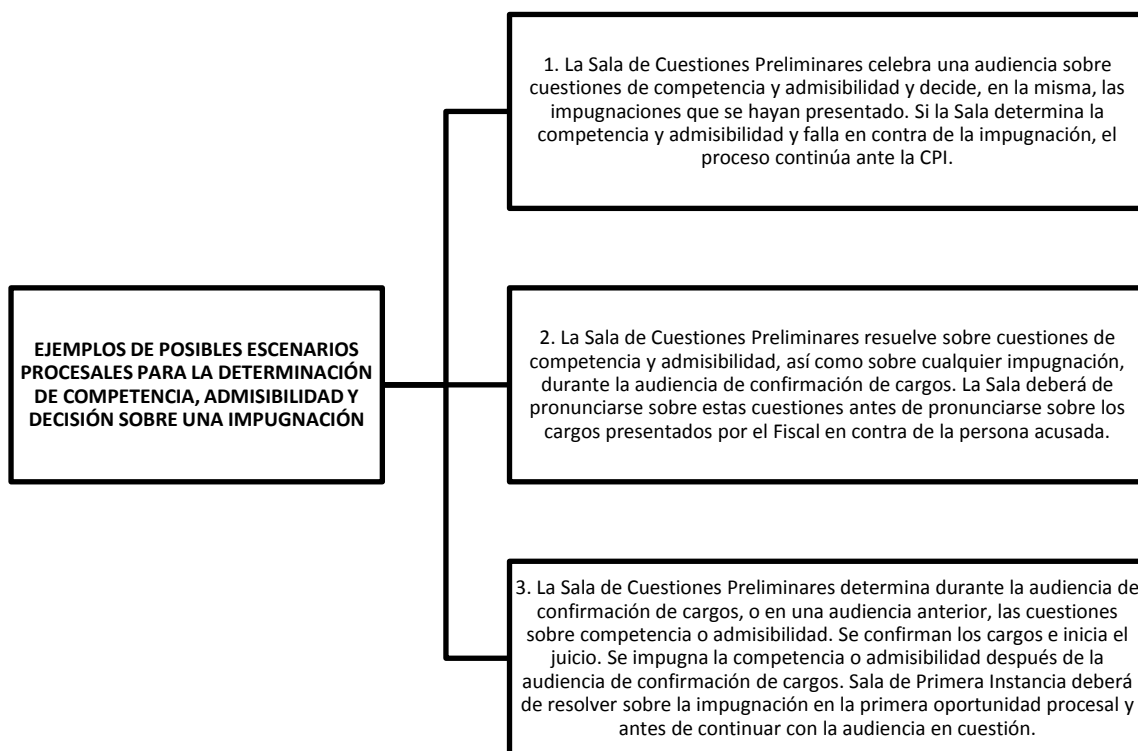 EJEMPLOS DE POSIBLES ESCENARIOS
PROCESALES PARA LA DETERMINACIÓN
DE COMPETENCIA, ADMISIBILIDAD Y
DECISIÓN SOBRE UNA IMPUGNACIÓN
1. La Sala de Cuestiones Preliminares celebra una audiencia sobre
cuestiones de competencia y admisibilidad y decide, en la misma, las
impugnaciones que se hayan presentado. Si la Sala determina la
competencia y admisibilidad y falla en contra de la impugnación, el
proceso continúa ante la CPI.
2. La Sala de Cuestiones Preliminares resuelve sobre cuestiones de
competencia y admisibilidad, así como sobre cualquier impugnación,
durante la audiencia de confirmación de cargos. La Sala deberá de
pronunciarse sobre estas cuestiones antes de pronunciarse sobre los
cargos presentados por el Fiscal en contra de la persona acusada.
3. La Sala de Cuestiones Preliminares determina durante la audiencia de
confirmación de cargos, o en una audiencia anterior, las cuestiones
sobre competencia o admisibilidad. Se confirman los cargos e inicia el
juicio. Se impugna la competencia o admisibilidad después de la
audiencia de confirmación de cargos. Sala de Primera Instancia deberá
de resolver sobre la impugnación en la primera oportunidad procesal y
antes de continuar con la audiencia en cuestión.